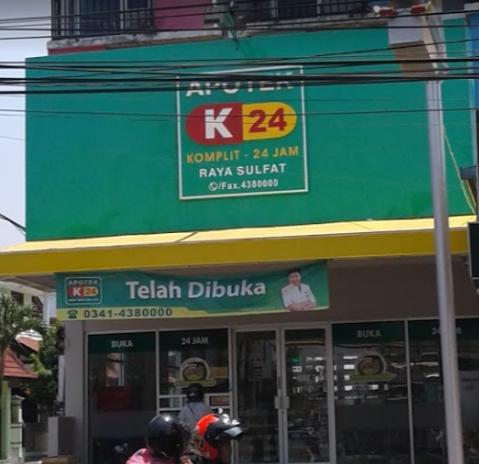 APOTEK
K 24
KOMPLIT - 24 JAM
RAYA SULFAT
/Fax.4380000
APOTEK
K 24
Telah Dibuka
0341-4380000
BUKA
24 JAM
BUKA